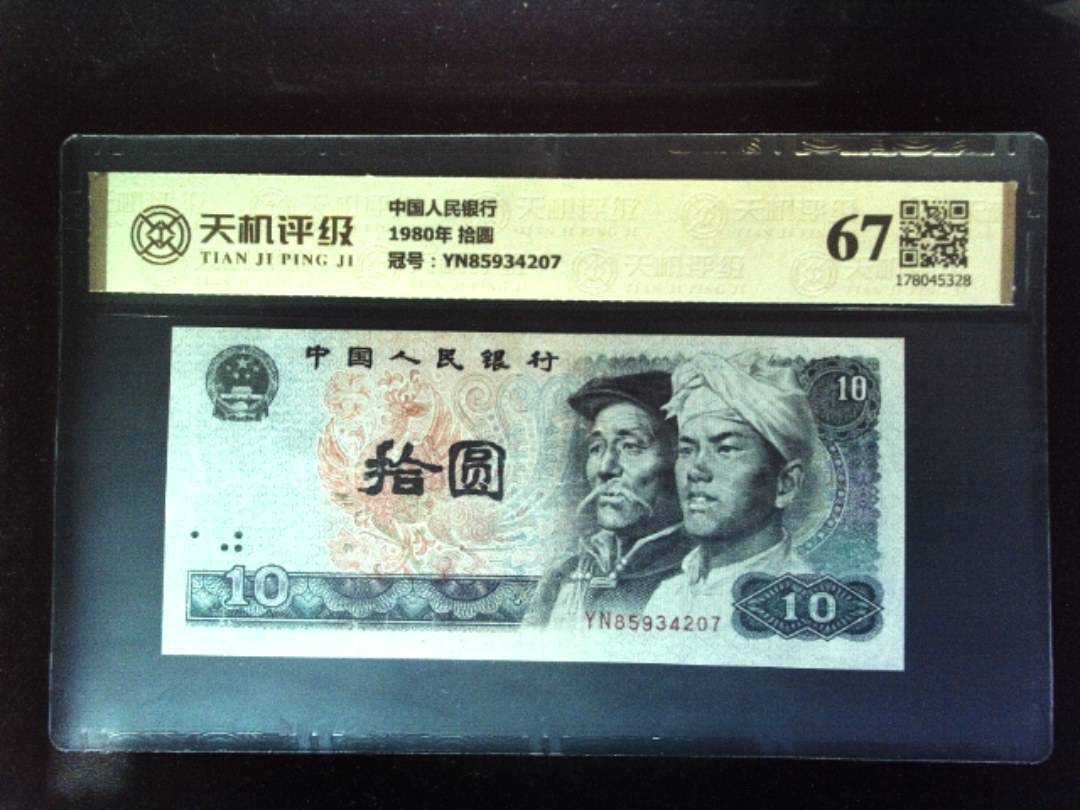 天机评级
TIAN JI PING JI
中国人民银行
1980年 拾圆
冠号：YN85934207
67
178045328
中国人民银行
10
拾圆
10
YN85934207
10